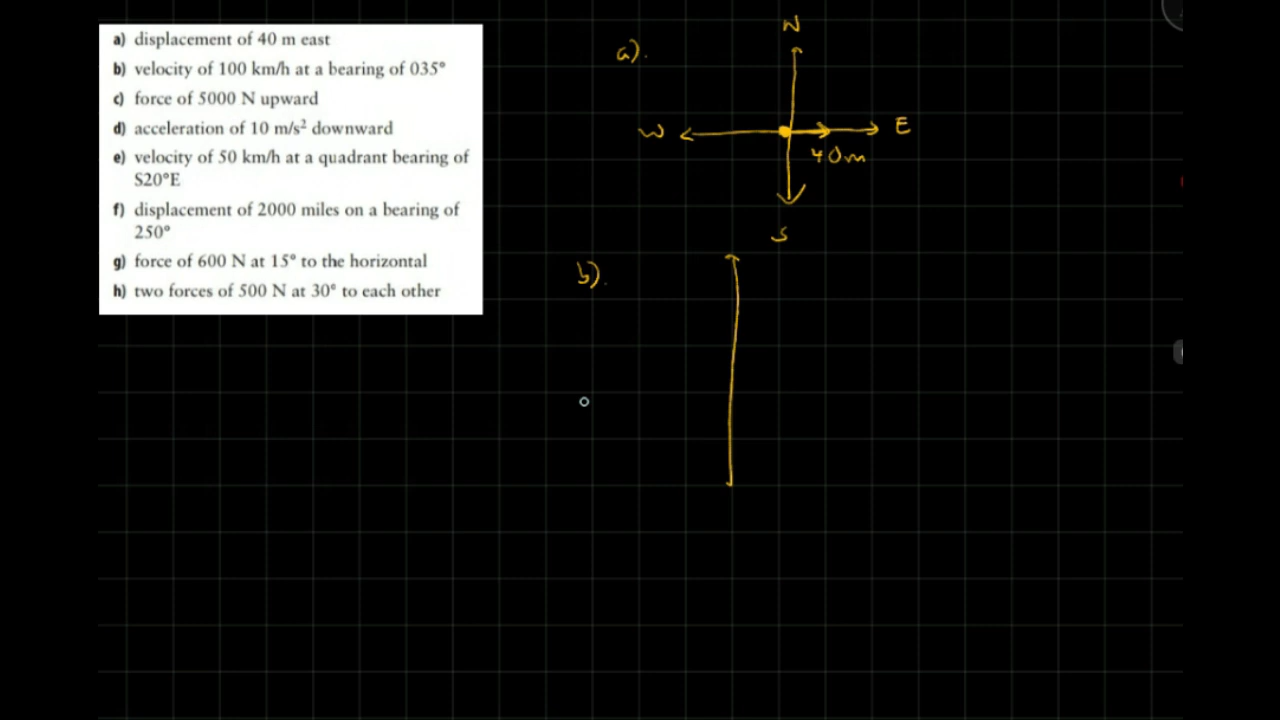 a) displacement of 40 m east
b) velocity of 100 km/h at a bearing of 035°
c) force of 5000 N upward
d) acceleration of 10 m/s² downward
e) velocity of 50 km/h at a quadrant bearing of
S20°E
f) displacement of 2000 miles on a bearing of
250°
g) force of 600 N at 15° to the horizontal
h) two forces of 500 N at 30° to each other
a).
N
W
E
40m
S
b).